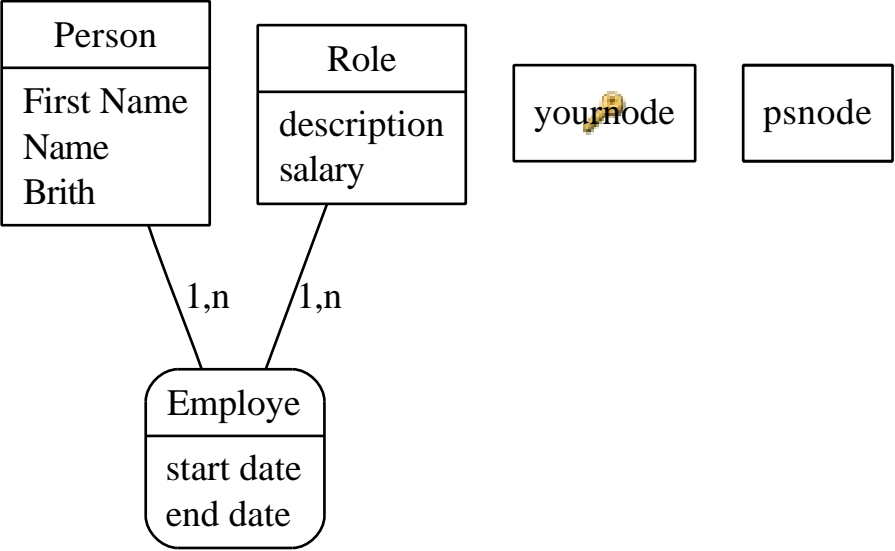 Person
First Name
Name
Brith
Role
description
salary
yournode
psnode
1,n
1,n
Employe
start date
end date